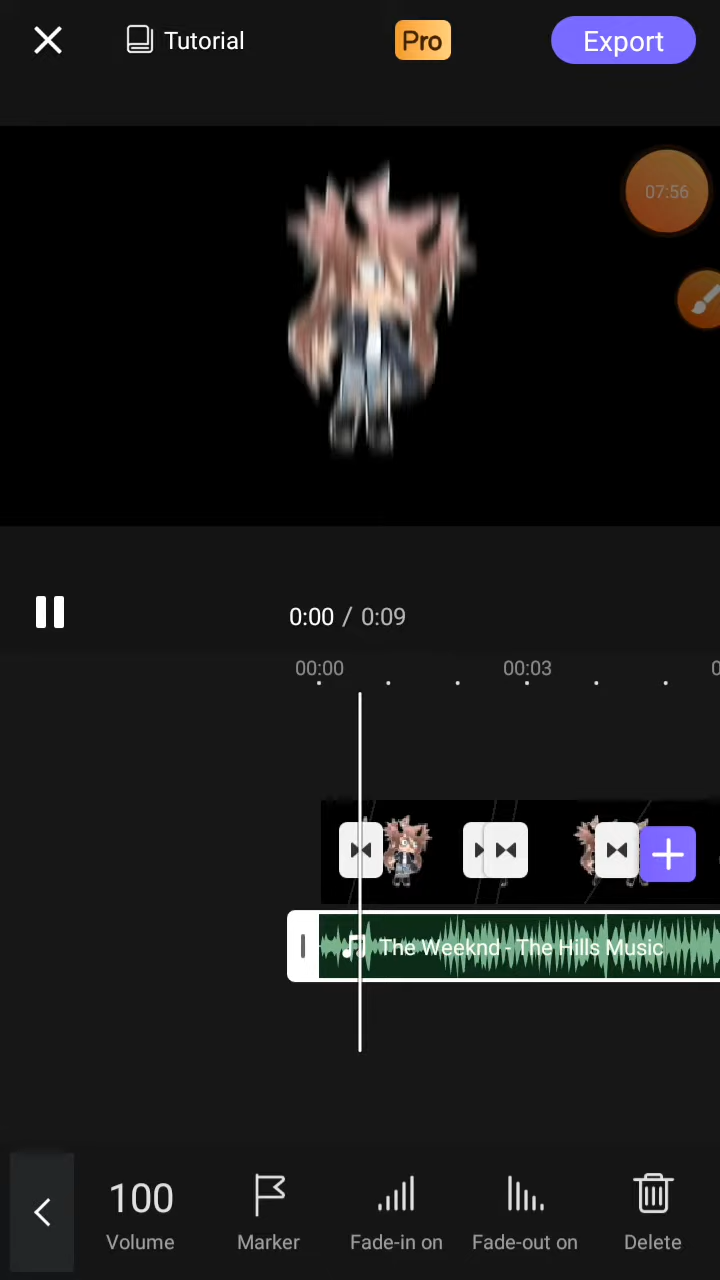 Tutorial
Pro
Export
07:56
0:00 / 0:09
00:00
00:03
0
The Weeknd - The Hills Music
100
Volume
Marker
Fade-in on
Fade-out on
Delete